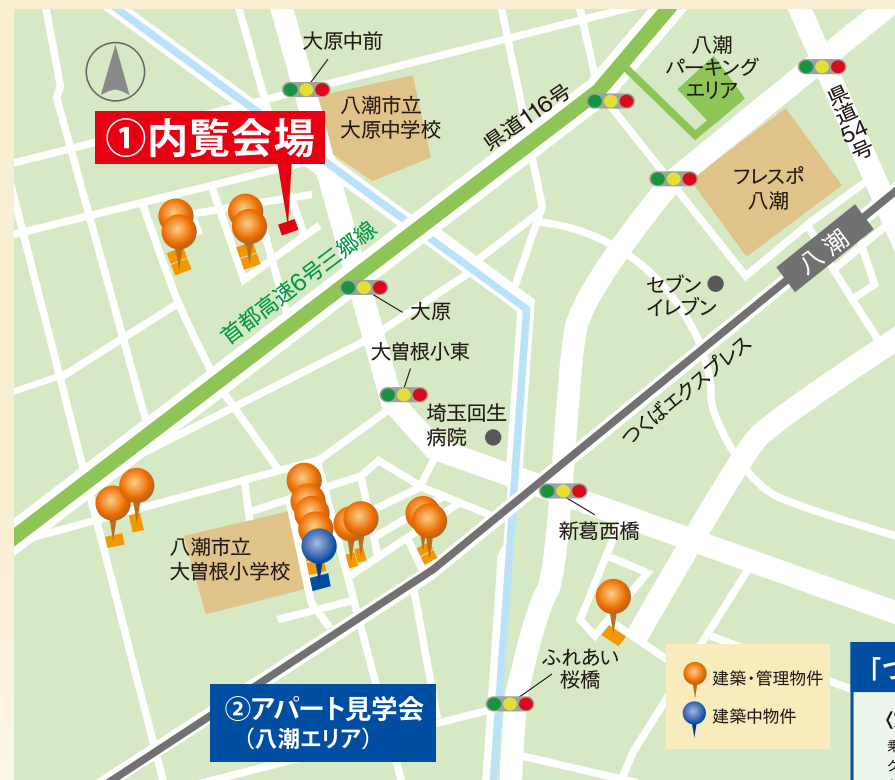 大原中前
八潮
パーキング
エリア
県道54号
県道116号
八潮市立
大原中学校
①内覧会場
フレスポ
八潮
八潮
首都高速6号三郷線
セブン
イレブン
大原
大曽根小東
つくばエクスプレス
埼玉回生
病院
新葛西橋
八潮市立
大曽根小学校
ふれあい
桜橋
②アパート見学会
（八潮エリア）
建築・管理物件
建築中物件
「つ